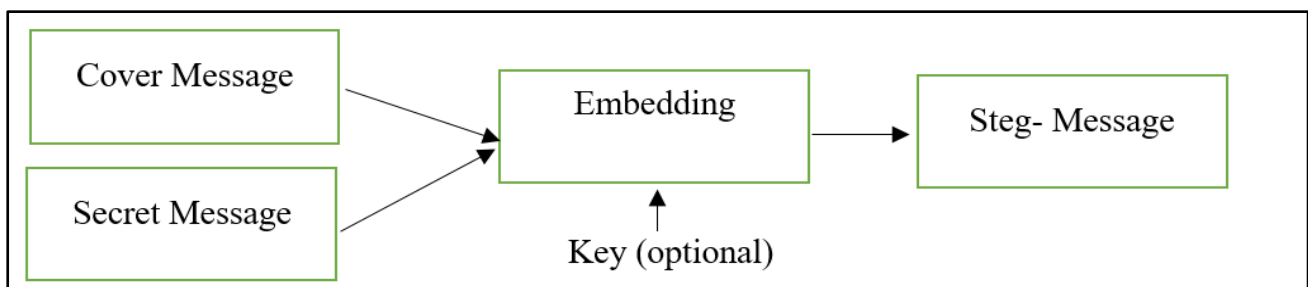 Cover Message
Secret Message
Embedding
Key (optional)
Steg- Message